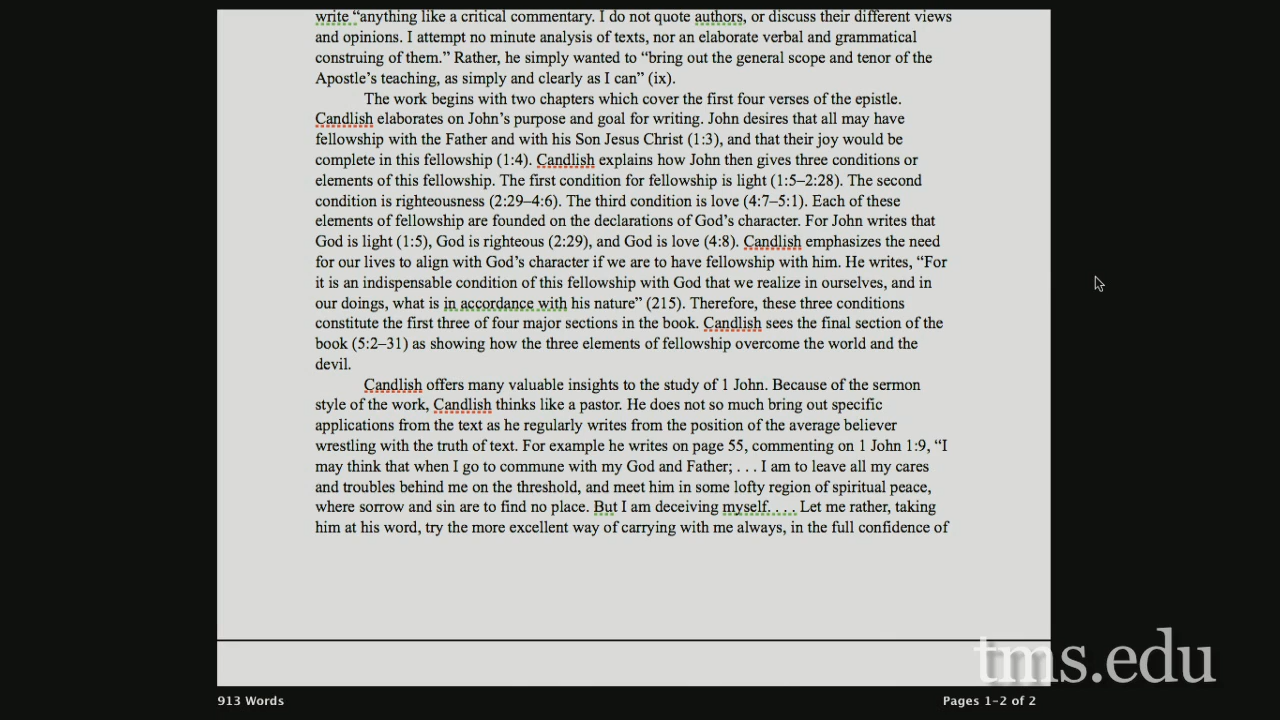 write “anything like a critical commentary. I do not quote authors, or discuss their different views
and opinions. I attempt no minute analysis of texts, nor an elaborate verbal and grammatical
construing of them.” Rather, he simply wanted to “bring out the general scope and tenor of the
Apostle’s teaching, as simply and clearly as I can” (ix).
The work begins with two chapters which cover the first four verses of the epistle.
Candlish elaborates on John’s purpose and goal for writing. John desires that all may have
fellowship with the Father and with his Son Jesus Christ (1:3), and that their joy would be
complete in this fellowship (1:4). Candlish explains how John then gives three conditions or
elements of this fellowship. The first condition for fellowship is light (1:5–2:28). The second
condition is righteousness (2:29–4:6). The third condition is love (4:7–5:1). Each of these
elements of fellowship are founded on the declarations of God’s character. For John writes that
God is light (1:5), God is righteous (2:29), and God is love (4:8). Candlish emphasizes the need
for our lives to align with God’s character if we are to have fellowship with him. He writes, “For
it is an indispensable condition of this fellowship with God that we realize in ourselves, and in
our doings, what is in accordance with his nature” (215). Therefore, these three conditions
constitute the first three of four major sections in the book. Candlish sees the final section of the
book (5:2–31) as showing how the three elements of fellowship overcome the world and the
devil.
Candlish offers many valuable insights to the study of 1 John. Because of the sermon
style of the work, Candlish thinks like a pastor. He does not so much bring out specific
applications from the text as he regularly writes from the position of the average believer
wrestling with the truth of text. For example he writes on page 55, commenting on 1 John 1:9, “I
may think that when I go to commune with my God and Father; . . . I am to leave all my cares
and troubles behind me on the threshold, and meet him in some lofty region of spiritual peace,
where sorrow and sin are to find no place. But I am deceiving myself. . . . Let me rather, taking
him at his word, try the more excellent way of carrying with me always, in the full confidence of
tms.edu
913 Words
Pages 1–2 of 2